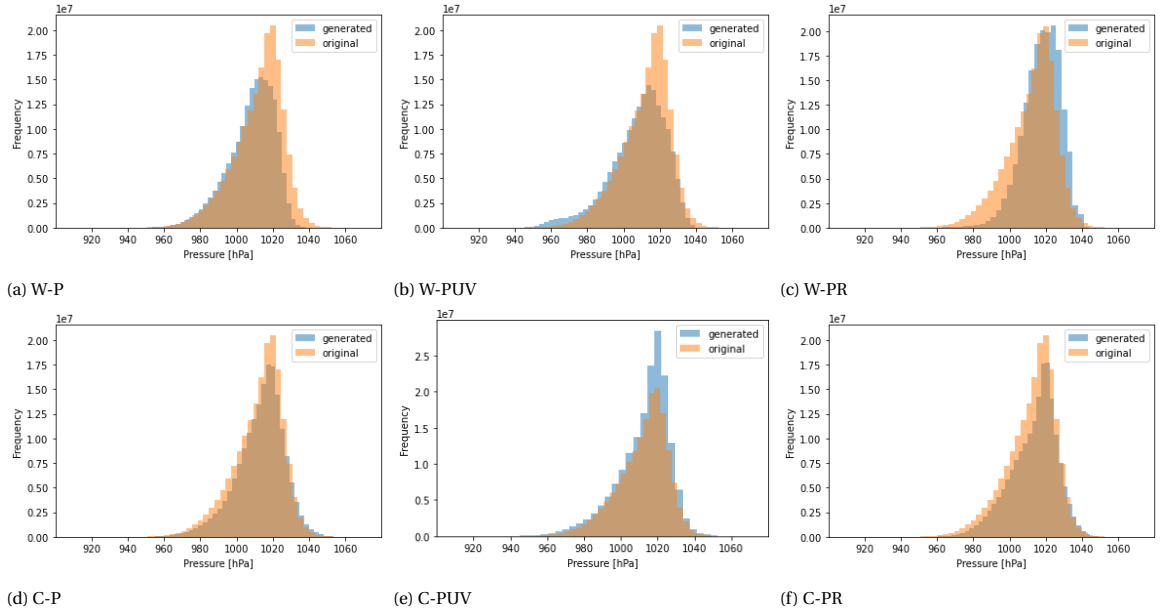 1e7
generated
original
2.00
1.75
1.50
1.25
1.00
0.75
0.50
0.25
0.00
Frequency
920 940 960 980 1000 1020 1040 1060
Pressure [hPa]
(a) W-P
1e7
generated
original
2.00
1.75
1.50
1.25
1.00
0.75
0.50
0.25
0.00
Frequency
920 940 960 980 1000 1020 1040 1060
Pressure [hPa]
(b) W-PUV
1e7
generated
original
2.00
1.75
1.50
1.25
1.00
0.75
0.50
0.25
0.00
Frequency
920 940 960 980 1000 1020 1040 1060
Pressure [hPa]
(c) W-PR
1e7
generated
original
2.00
1.75
1.50
1.25
1.00
0.75
0.50
0.25
0.00
Frequency
920 940 960 980 1000 1020 1040 1060
Pressure [hPa]
(d) C-P
1e7
generated
original
2.5
2.0
1.5
1.0
0.5
0.0
Frequency
920 940 960 980 1000 1020 1040 1060
Pressure [hPa]
(e) C-PUV
1e7
generated
original
2.00
1.75
1.50
1.25
1.00
0.75
0.50
0.25
0.00
Frequency
920 940 960 980 1000 1020 1040 1060
Pressure [hPa]
(f) C-PR